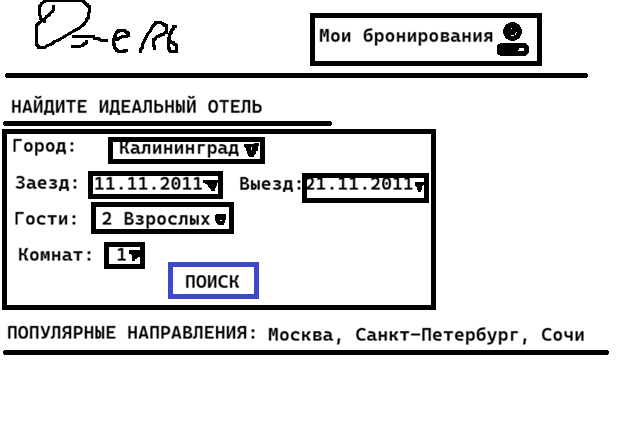 Мои бронирования
НАЙДИТЕ ИДЕАЛЬНЫЙ ОТЕЛЬ
Город: Калининград
Заезд: 11.11.2011 Выезд: 21.11.2011
Гости: 2 Взрослых
Комнат: 1
ПОИСК
ПОПУЛЯРНЫЕ НАПРАВЛЕНИЯ: Москва, Санкт-Петербург, Сочи